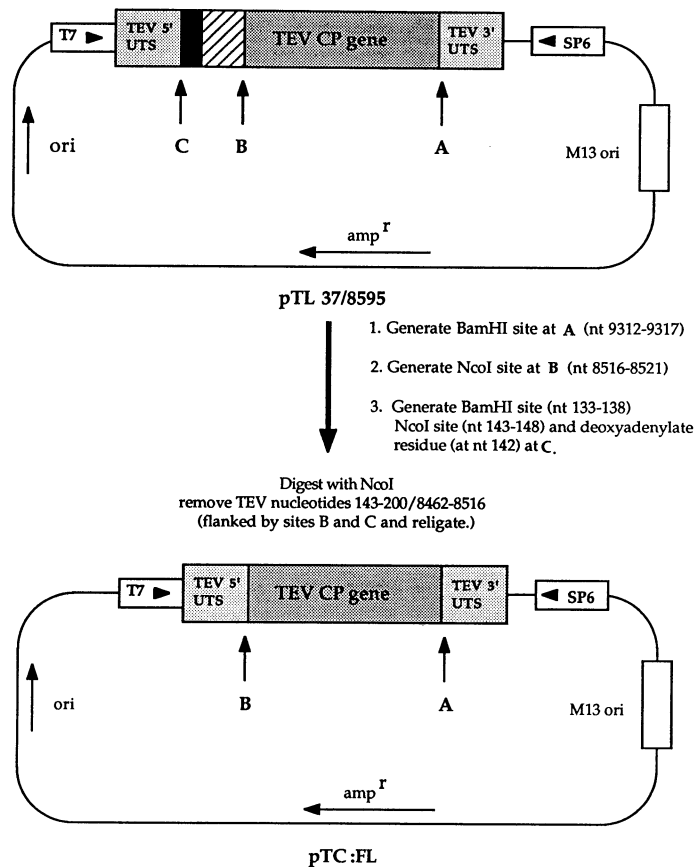 T7
TEV 5'
UTS
TEV CP gene
TEV 3'
UTS
SP6
ori
C
B
A
M13 ori
amp r
pTL 37/8595
1. Generate BamHI site at A (nt 9312-9317)
2. Generate NcoI site at B (nt 8516-8521)
3. Generate BamHI site (nt 133-138)
NcoI site (nt 143-148) and deoxyadenylate
residue (at nt 142) at C.
Digest with NcoI
remove TEV nucleotides 143-200/8462-8516
(flanked by sites B and C and religate.)
T7
TEV 5'
UTS
TEV CP gene
TEV 3'
UTS
SP6
ori
B
A
M13 ori
amp r
pTC:FL